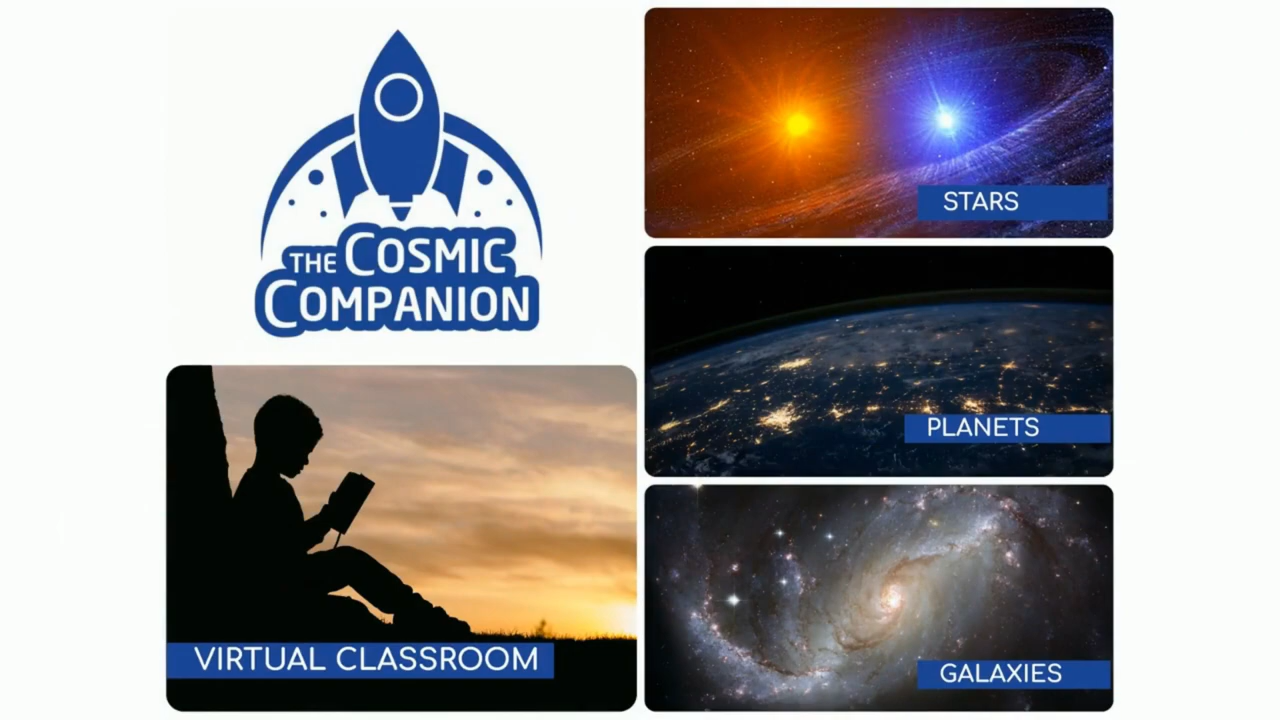 THE COSMIC
COMPANION
VIRTUAL CLASSROOM
STARS
PLANETS
GALAXIES